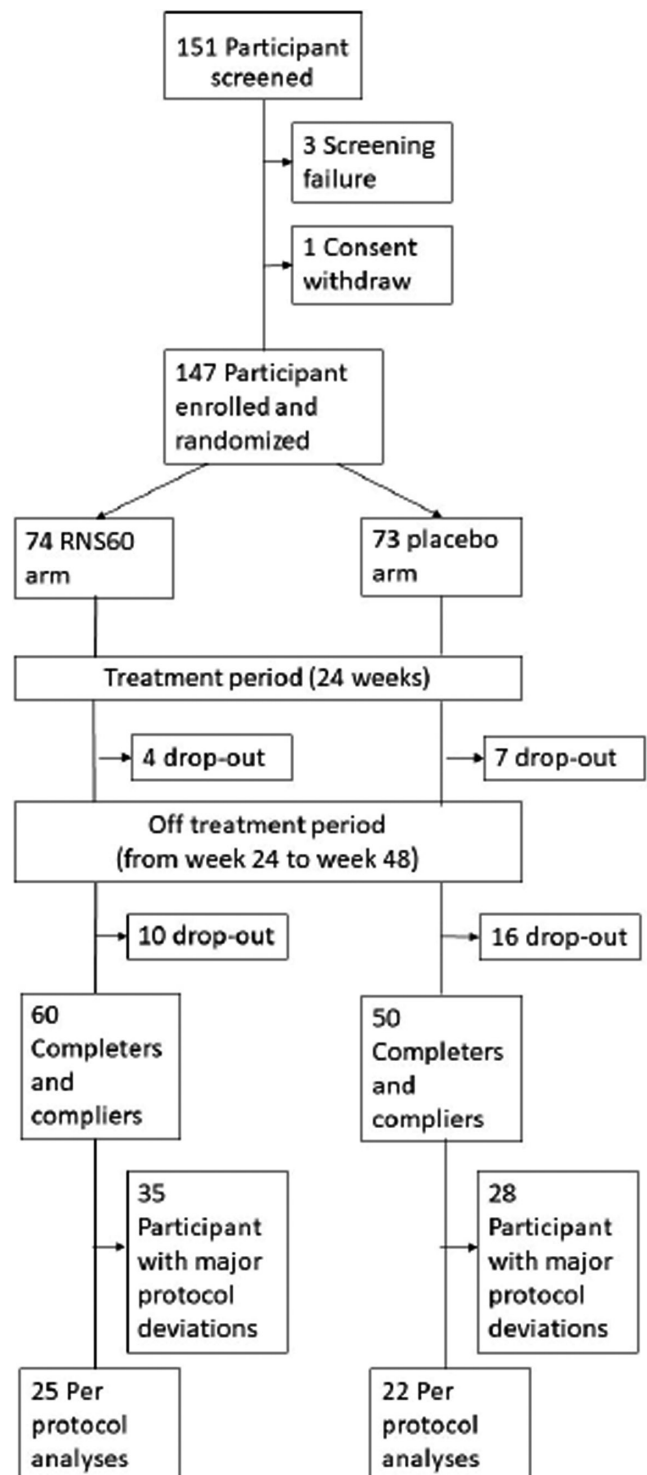 151 Participant
screened
3 Screening
failure
1 Consent
withdraw
147 Participant
enrolled and
randomized
74 RNS60
arm
73 placebo
arm
Treatment period (24 weeks)
4 drop-out
7 drop-out
Off treatment period
(from week 24 to week 48)
10 drop-out
16 drop-out
60
Completers
and
compliers
50
Completers
and
compliers
35
Participant
with major
protocol
deviations
28
Participant
with major
protocol
deviations
25 Per
protocol
analyses
22 Per
protocol
analyses